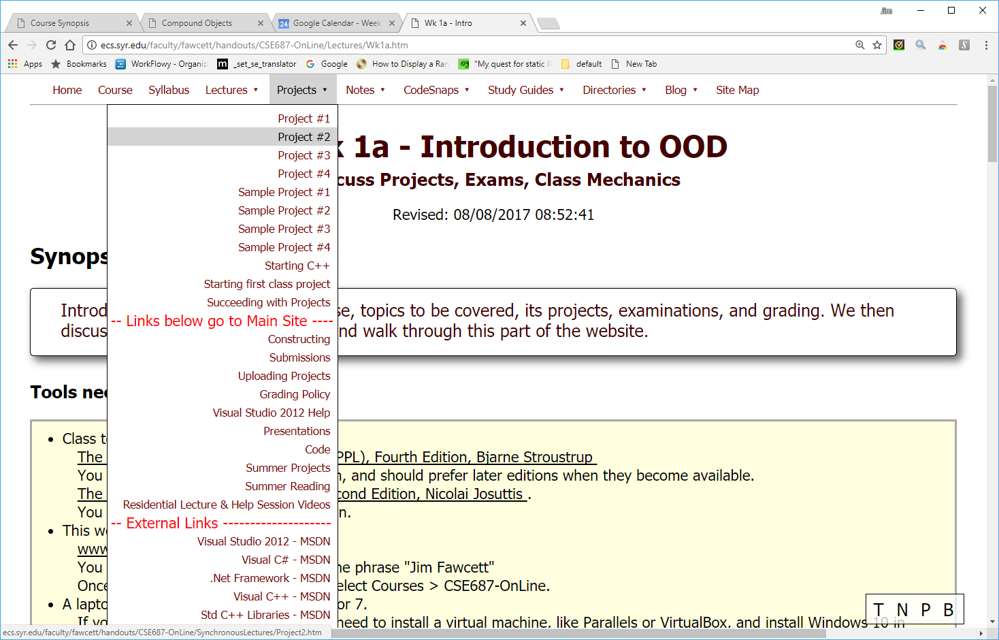 Jim
Course Synopsis
Compound Objects
24 Google Calendar - Week
Wk 1a - Intro
ecs.syr.edu/faculty/fawcett/handouts/CSE687-OnLine/Lectures/Wk1a.htm
Apps Bookmarks WorkFlowy - Organiz m _set_se_translator G Google How to Display a Ran "My quest for static default New Tab
Home Course Syllabus Lectures Projects Notes CodeSnaps Study Guides Directories Blog Site Map
Project #1
Project #2
Project #3
Project #4
Sample Project #1
Sample Project #2
Sample Project #3
Sample Project #4
Starting C++
Starting first class project
Succeeding with Projects
-- Links below go to Main Site ----
Constructing
Submissions
Uploading Projects
Grading Policy
Visual Studio 2012 Help
Presentations
Code
Summer Projects
Summer Reading
Residential Lecture & Help Session Videos
-- External Links --------------------
Visual Studio 2012 - MSDN
Visual C# - MSDN
.Net Framework - MSDN
Visual C++ - MSDN
Std C++ Libraries - MSDN
k 1a - Introduction to OOD
cuss Projects, Exams, Class Mechanics
Revised: 08/08/2017 08:52:41
Synops
Introd se, topics to be covered, its projects, examinations, and grading. We then
discus nd walk through this part of the website.
Tools nee
• Class t
The PPL), Fourth Edition, Bjarne Stroustrup
You n, and should prefer later editions when they become available.
The cond Edition, Nicolai Josuttis .
You n.
• This we
www
You he phrase "Jim Fawcett"
Once elect Courses > CSE687-OnLine.
• A lapto or 7.
If yo need to install a virtual machine, like Parallels or VirtualBox, and install Windows 10 in
T N P B
ecs.syr.edu/faculty/fawcett/handouts/CSE687-OnLine/SynchronousLectures/Project2.htm